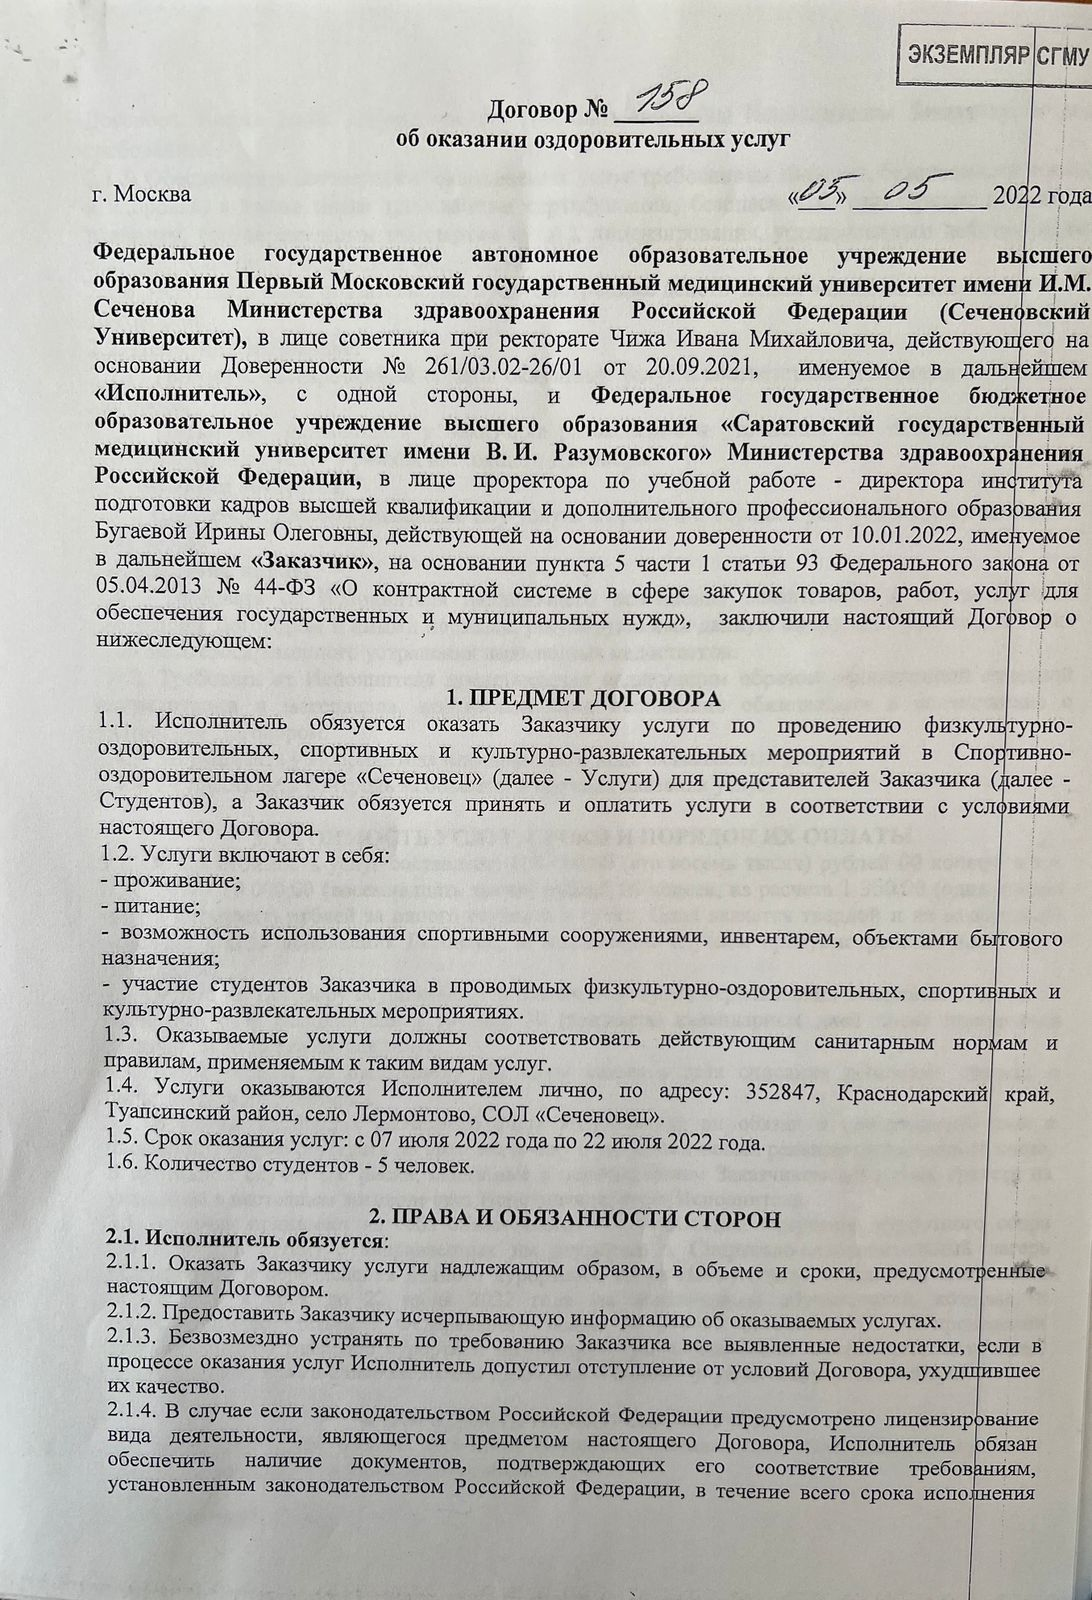 ЭКЗЕМПЛЯР СГМУ
Договор № 158
об оказании оздоровительных услуг
г. Москва «03» 05 2022 года
Федеральное государственное автономное образовательное учреждение высшего
образования Первый Московский государственный медицинский университет имени И.М.
Сеченова Министерства здравоохранения Российской Федерации (Сеченовский
Университет), в лице советника при ректорате Чижа Ивана Михайловича, действующего на
основании Доверенности № 261/03.02-26/01 от 20.09.2021, именуемое в дальнейшем
«Исполнитель», с одной стороны, и Федеральное государственное бюджетное
образовательное учреждение высшего образования «Саратовский государственный
медицинский университет имени В. И. Разумовского» Министерства здравоохранения
Российской Федерации, в лице проректора по учебной работе - директора института
подготовки кадров высшей квалификации и дополнительного профессионального образования
Бугаевой Ирины Олеговны, действующей на основании доверенности от 10.01.2022, именуемое
в дальнейшем «Заказчик», на основании пункта 5 части 1 статьи 93 Федерального закона от
05.04.2013 № 44-ФЗ «О контрактной системе в сфере закупок товаров, работ, услуг для
обеспечения государственных и муниципальных нужд», заключили настоящий Договор о
нижеследующем:
1. ПРЕДМЕТ ДОГОВОРА
1.1. Исполнитель обязуется оказать Заказчику услуги по проведению физкультурно-
оздоровительных, спортивных и культурно-развлекательных мероприятий в Спортивно-
оздоровительном лагере «Сеченовец» (далее - Услуги) для представителей Заказчика (далее -
Студентов), а Заказчик обязуется принять и оплатить услуги в соответствии с условиями
настоящего Договора.
1.2. Услуги включают в себя:
- проживание;
- питание;
- возможность использования спортивными сооружениями, инвентарем, объектами бытового
назначения;
- участие студентов Заказчика в проводимых физкультурно-оздоровительных, спортивных и
культурно-развлекательных мероприятиях.
1.3. Оказываемые услуги должны соответствовать действующим санитарным нормам и
правилам, применяемым к таким видам услуг.
1.4. Услуги оказываются Исполнителем лично, по адресу: 352847, Краснодарский край,
Туапсинский район, село Лермонтово, СОЛ «Сеченовец».
1.5. Срок оказания услуг: с 07 июля 2022 года по 22 июля 2022 года.
1.6. Количество студентов - 5 человек.
2. ПРАВА И ОБЯЗАННОСТИ СТОРОН
2.1. Исполнитель обязуется:
2.1.1. Оказать Заказчику услуги надлежащим образом, в объеме и сроки, предусмотренные
настоящим Договором.
2.1.2. Предоставить Заказчику исчерпывающую информацию об оказываемых услугах.
2.1.3. Безвозмездно устранять по требованию Заказчика все выявленные недостатки, если в
процессе оказания услуг Исполнитель допустил отступление от условий Договора, ухудшившее
их качество.
2.1.4. В случае если законодательством Российской Федерации предусмотрено лицензирование
вида деятельности, являющегося предметом настоящего Договора, Исполнитель обязан
обеспечить наличие документов, подтверждающих его соответствие требованиям,
установленным законодательством Российской Федерации, в течение всего срока исполнения